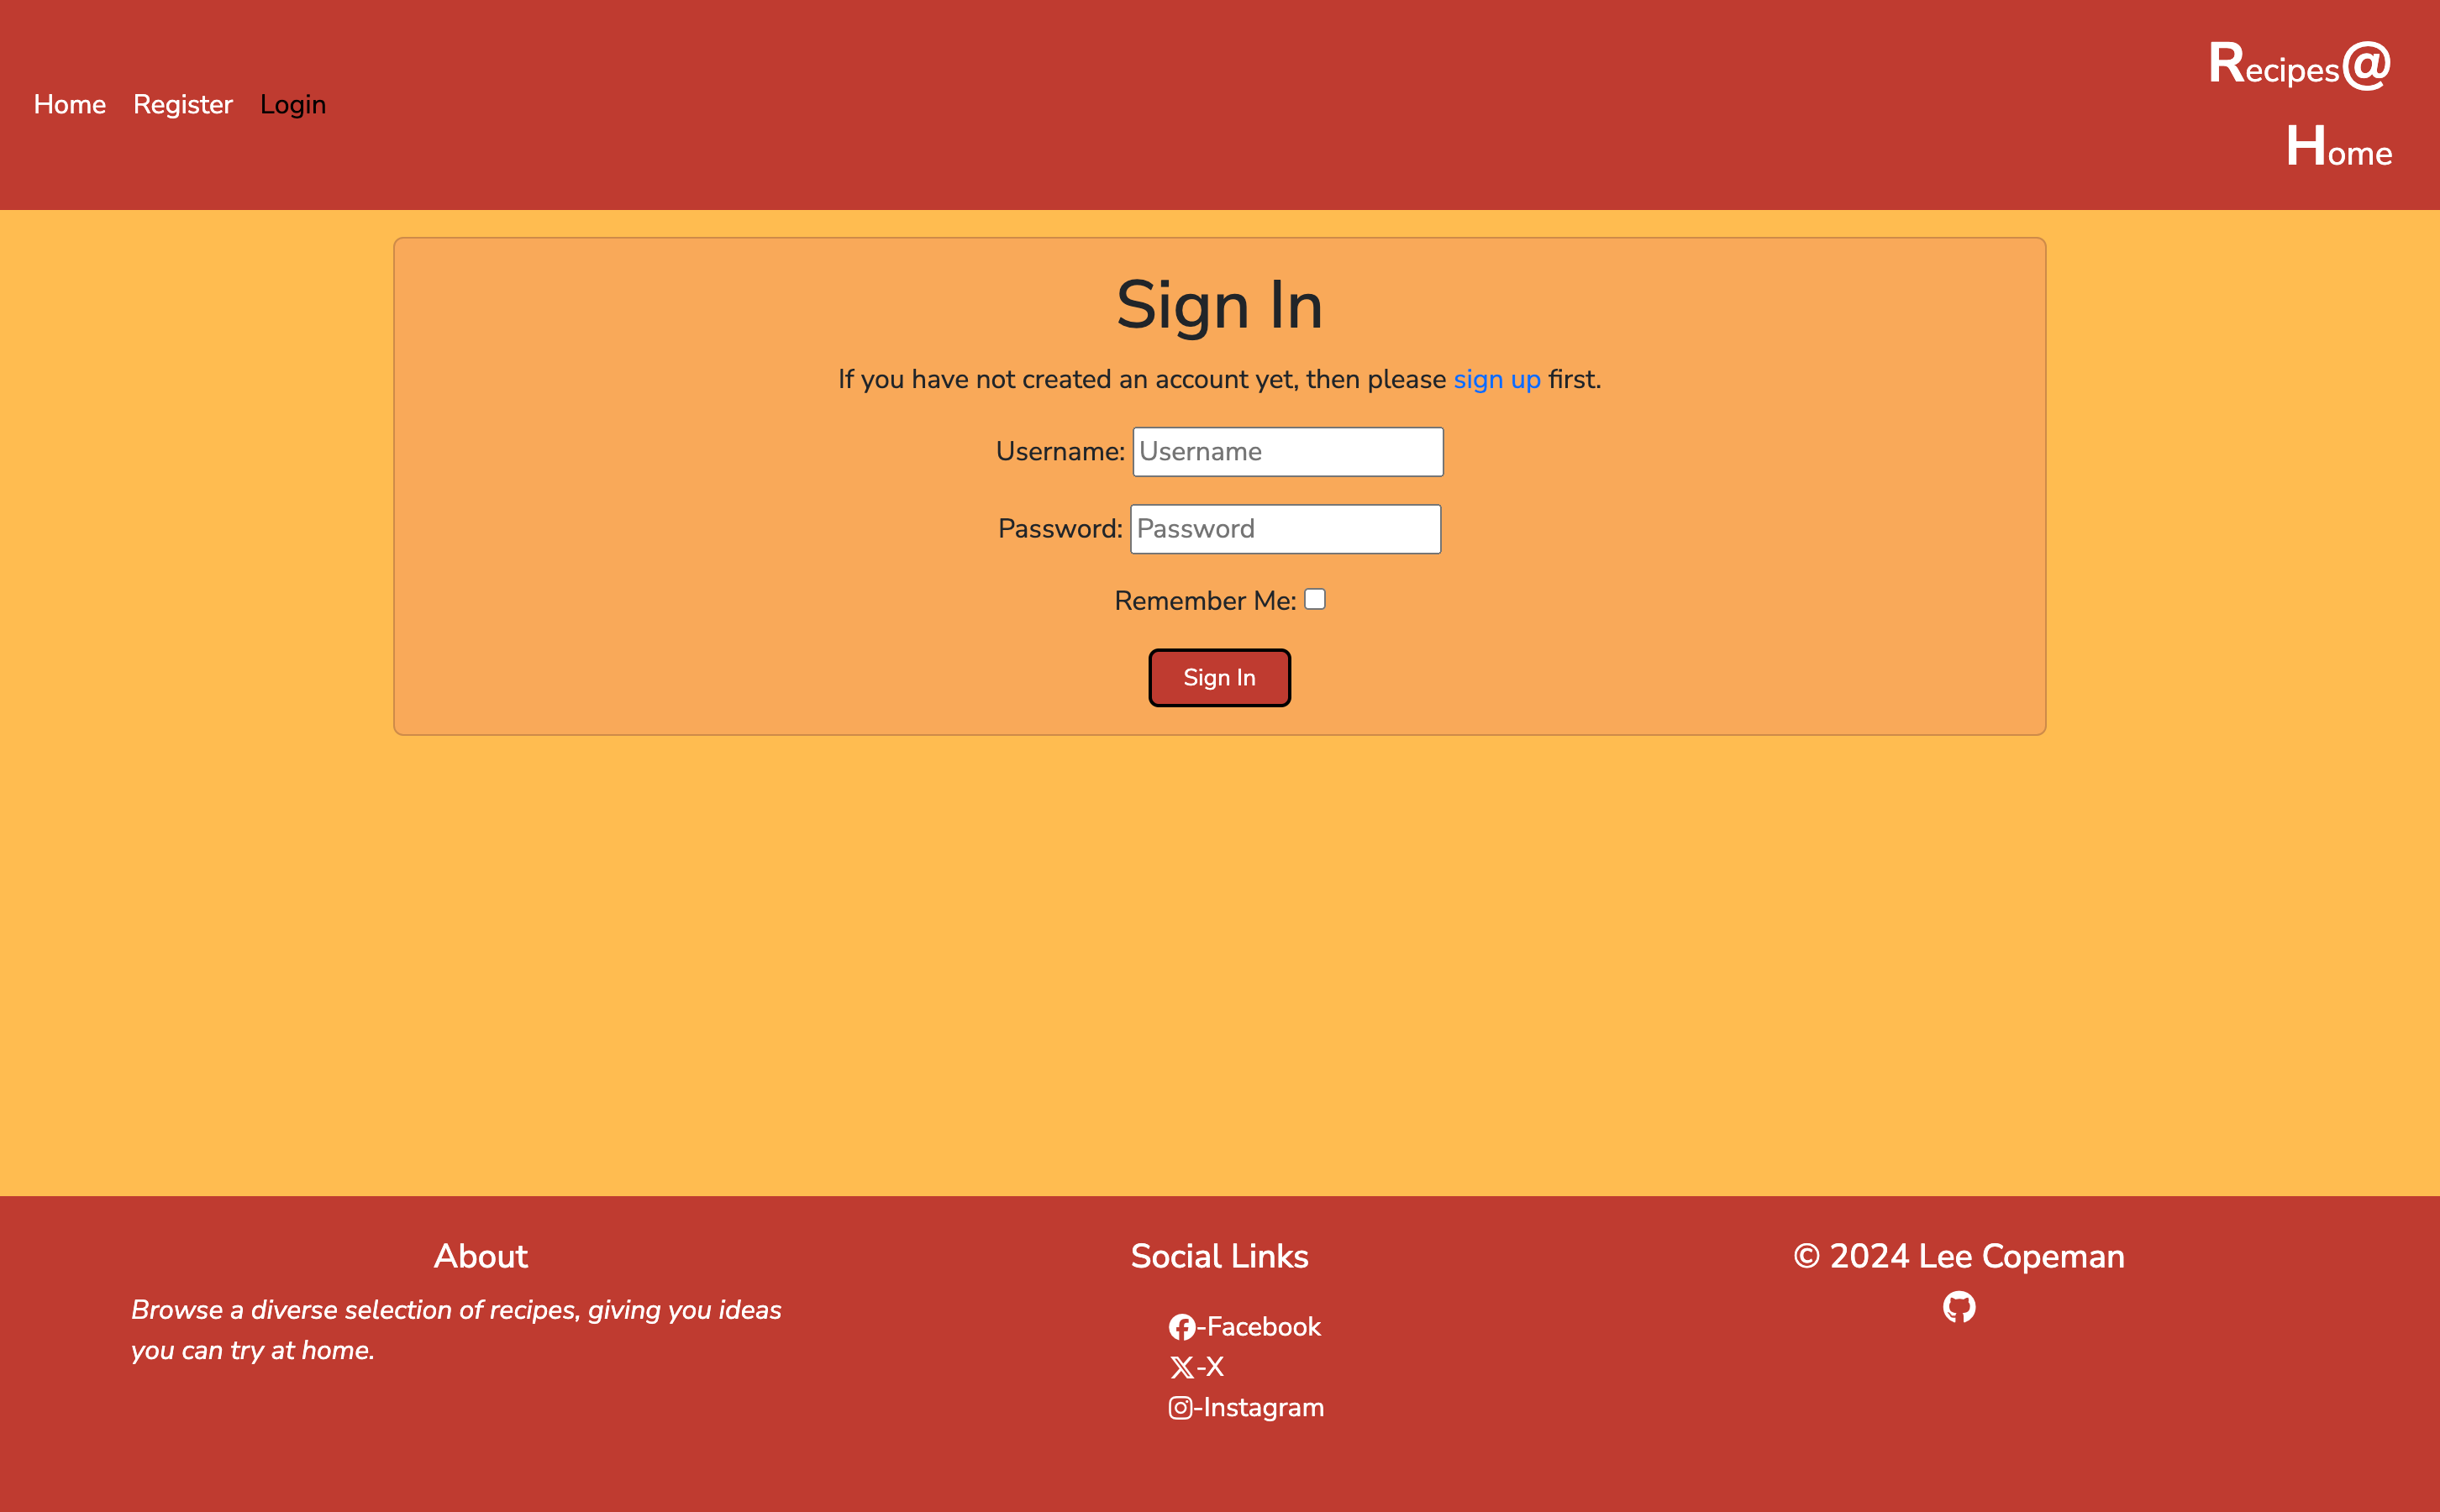 Home Register Login
Recipes@
Home
Sign In
If you have not created an account yet, then please sign up first.
Username: Username
Password: Password
Remember Me:
Sign In
About
Browse a diverse selection of recipes, giving you ideas
you can try at home.
Social Links
-Facebook
-X
-Instagram
© 2024 Lee Copeman